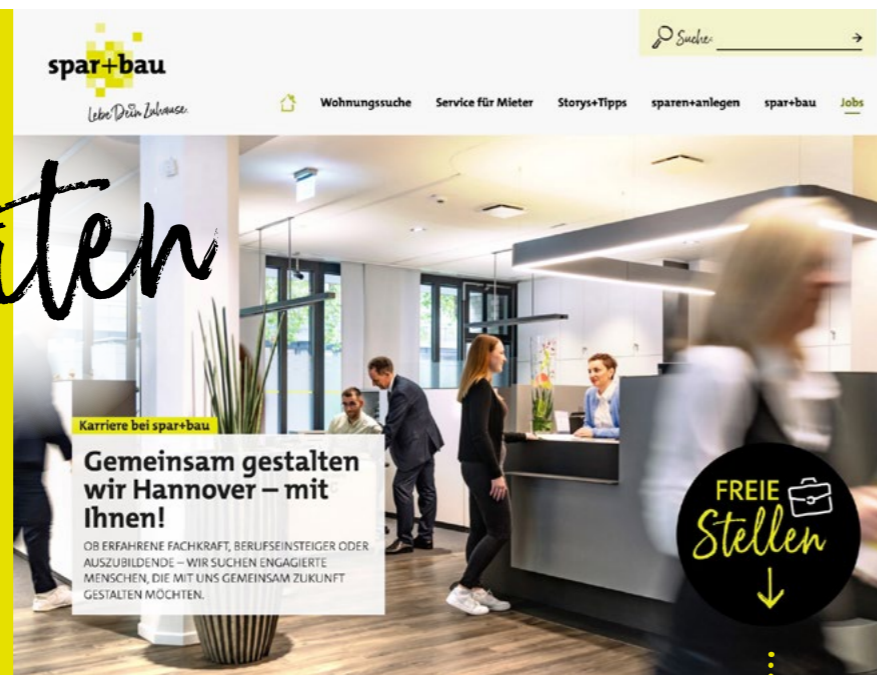 Suche:
spar+bau
Lebe Dein Zuhause.
Wohnungssuche Service für Mieter Storys+Tipps sparen+anlegen spar+bau Jobs
Karriere bei spar+bau
Gemeinsam gestalten
wir Hannover – mit
Ihnen!
OB ERFAHRENE FACHKRAFT, BERUFSEINSTEIGER ODER
AUSZUBILDENDE – WIR SUCHEN ENGAGIERTE
MENSCHEN, DIE MIT UNS GEMEINSAM ZUKUNFT
GESTALTEN MÖCHTEN.
FREIE
Stellen